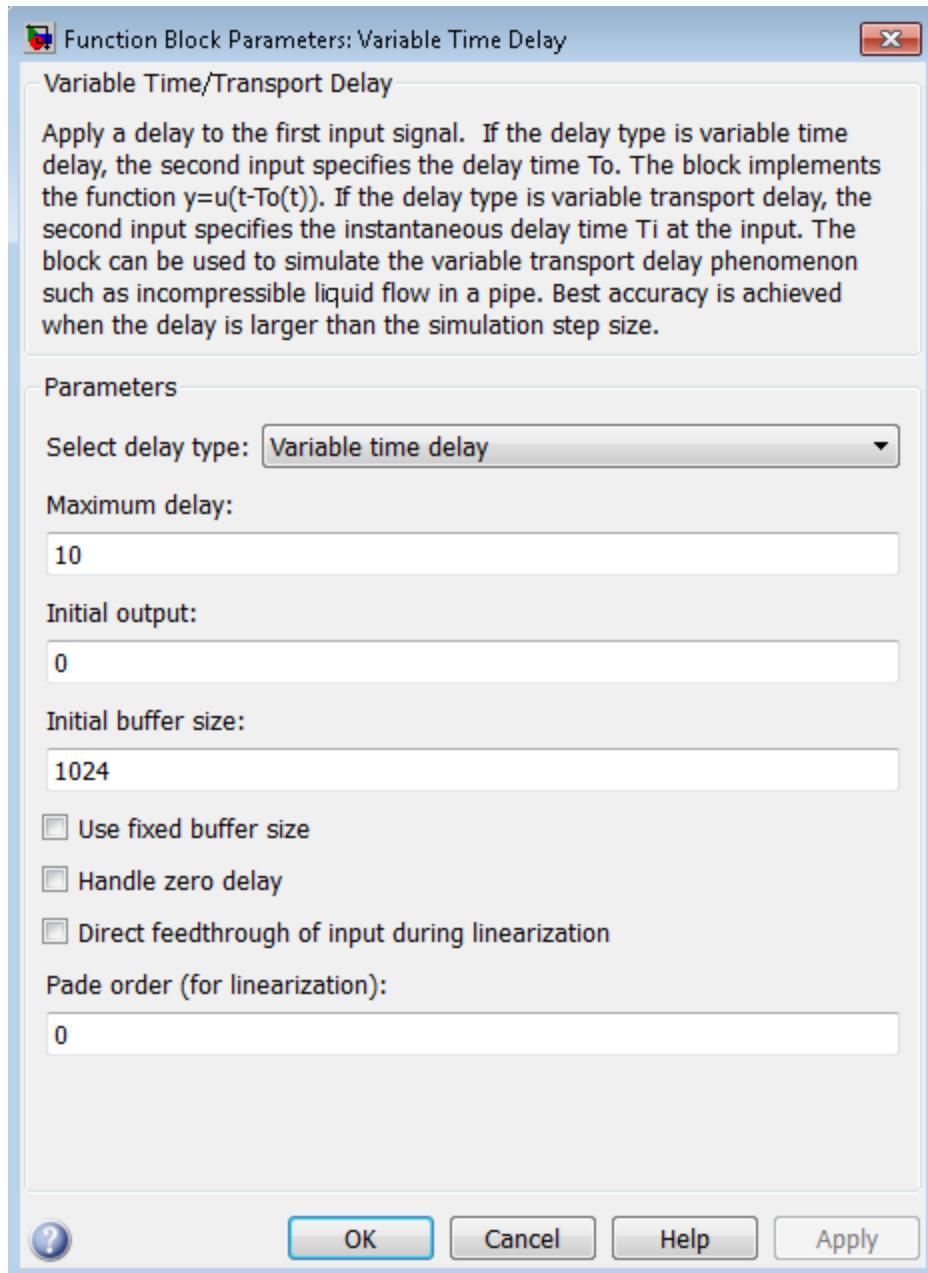 Function Block Parameters: Variable Time Delay
Variable Time/Transport Delay
Apply a delay to the first input signal.  If the delay type is variable time
delay, the second input specifies the delay time To. The block implements
the function y=u(t-To(t)). If the delay type is variable transport delay, the
second input specifies the instantaneous delay time Ti at the input. The
block can be used to simulate the variable transport delay phenomenon
such as incompressible liquid flow in a pipe. Best accuracy is achieved
when the delay is larger than the simulation step size.
Parameters
Select delay type: Variable time delay
Maximum delay:
10
Initial output:
0
Initial buffer size:
1024
Use fixed buffer size
Handle zero delay
Direct feedthrough of input during linearization
Pade order (for linearization):
0
? OK Cancel Help Apply